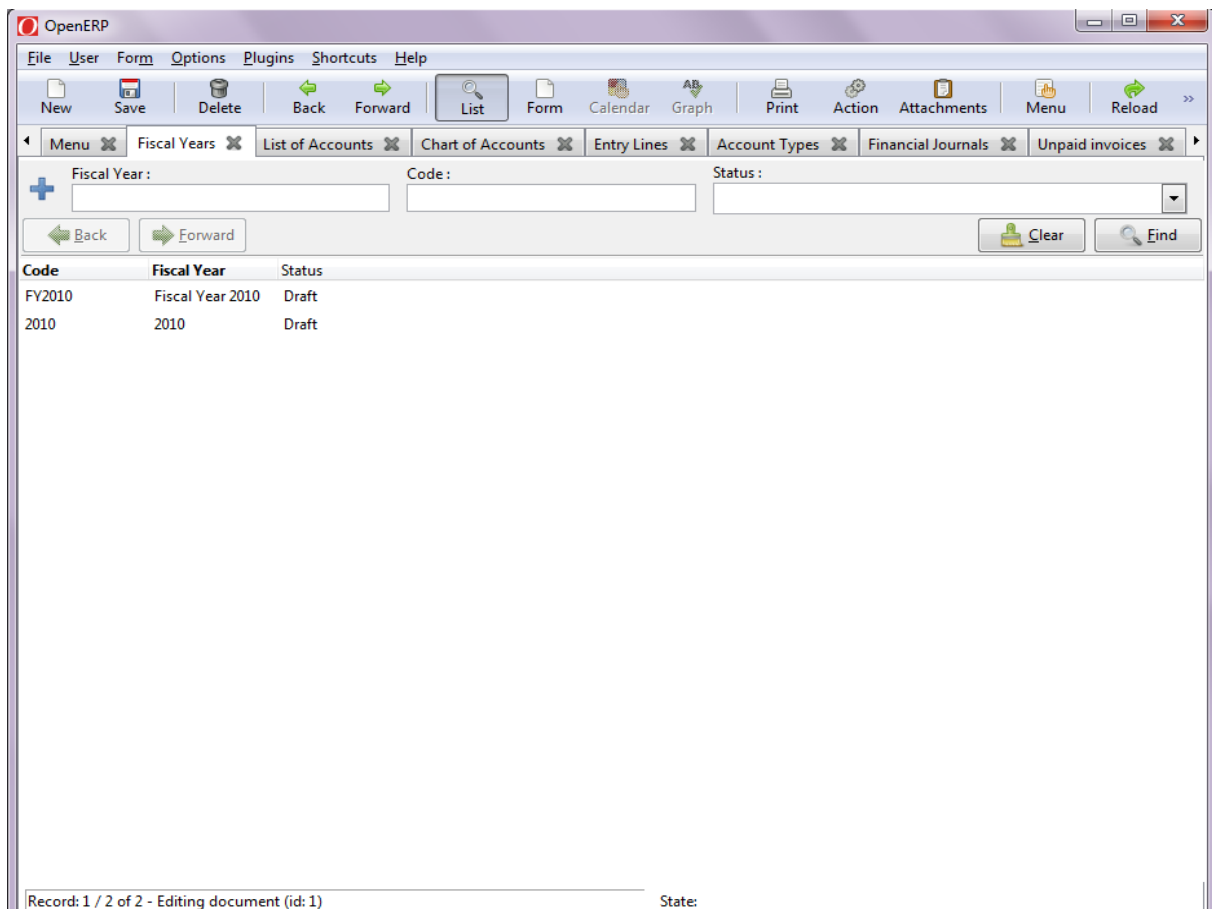 OpenERP
File User Form Options Plugins Shortcuts Help
New Save Delete Back Forward List Form Calendar Graph Print Action Attachments Menu Reload »
Menu Fiscal Years List of Accounts Chart of Accounts Entry Lines Account Types Financial Journals Unpaid invoices
Fiscal Year : Code : Status :
Back Forward Clear Find
Code Fiscal Year Status
FY2010 Fiscal Year 2010 Draft
2010 2010 Draft
Record: 1 / 2 of 2 - Editing document (id: 1) State: